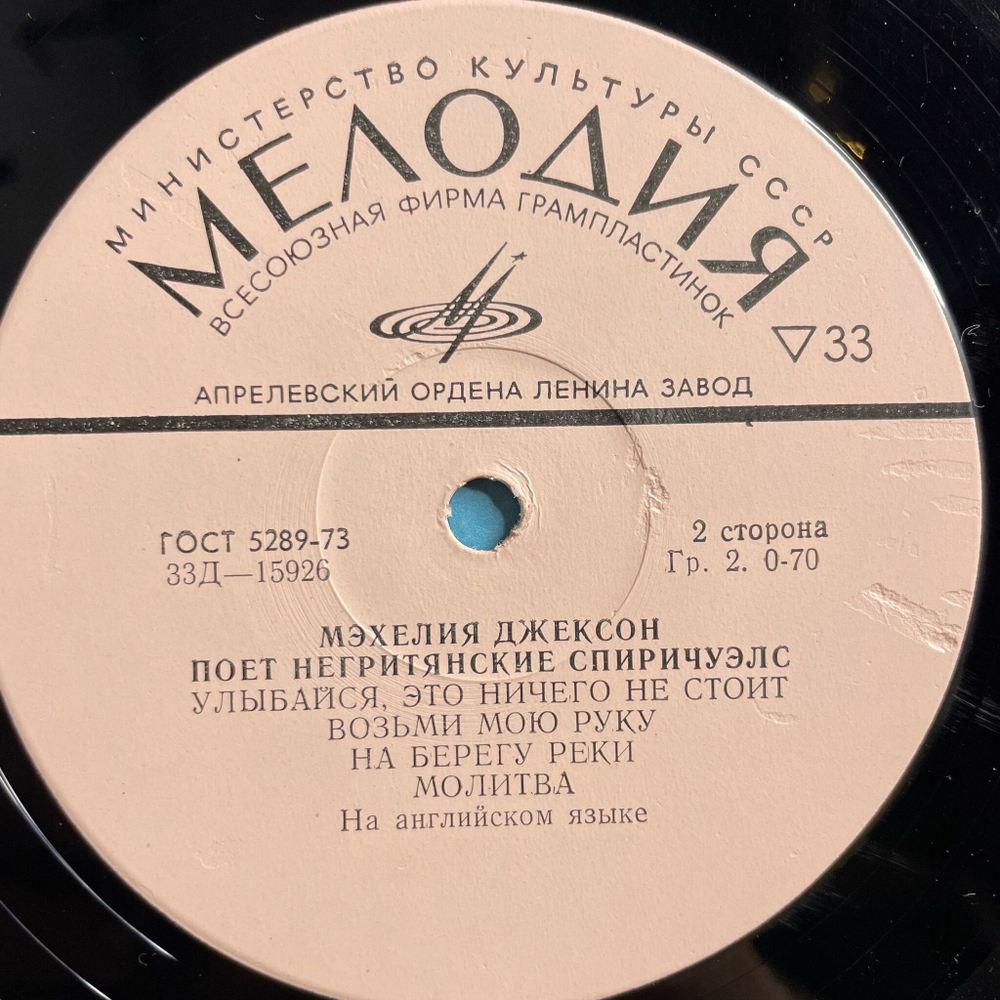 МИНИСТЕРСТВО КУЛЬТУРЫ СССР
МЕЛОДИЯ
ВСЕСОЮЗНАЯ ФИРМА ГРАМПЛАСТИНОК
▽33
АПРЕЛЕВСКИЙ ОРДЕНА ЛЕНИНА ЗАВОД
ГОСТ 5289-73
33Д—15926
2 сторона
Гр. 2. 0-70
МЭХЕЛИЯ ДЖЕКСОН
ПОЕТ НЕГРИТЯНСКИЕ СПИРИЧУЭЛС
УЛЫБАЙСЯ, ЭТО НИЧЕГО НЕ СТОИТ
ВОЗЬМИ МОЮ РУКУ
НА БЕРЕГУ РЕКИ
МОЛИТВА
На английском языке